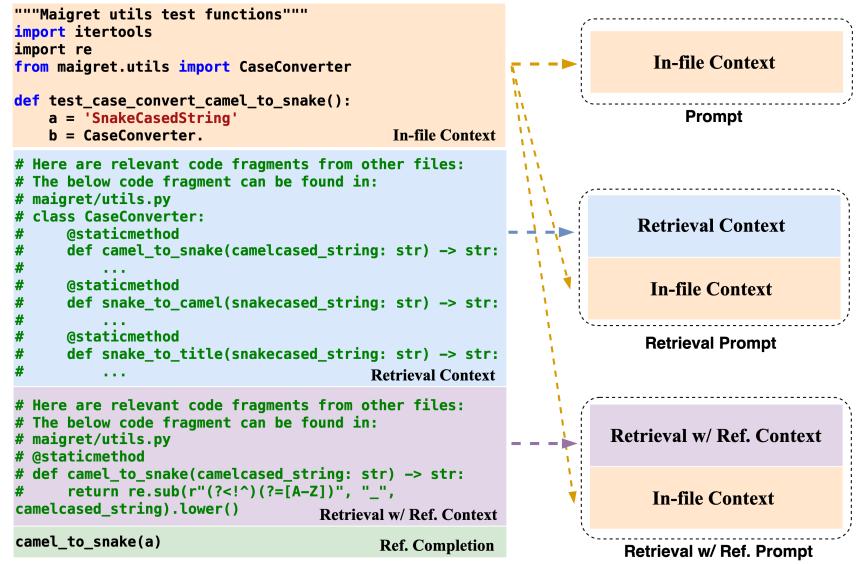 """Maigret utils test functions"""
import itertools
import re
from maigret.utils import CaseConverter
def test_case_convert_camel_to_snake():
    a = 'SnakeCasedString'
    b = CaseConverter.
In-file Context
# Here are relevant code fragments from other files:
# The below code fragment can be found in:
# maigret/utils.py
# class CaseConverter:
#     @staticmethod
#     def camel_to_snake(camelcased_string: str) -> str:
#         ...
#     @staticmethod
#     def snake_to_camel(snakecased_string: str) -> str:
#         ...
#     @staticmethod
#     def snake_to_title(snakecased_string: str) -> str:
#         ...
Retrieval Context
# Here are relevant code fragments from other files:
# The below code fragment can be found in:
# maigret/utils.py
# @staticmethod
# def camel_to_snake(camelcased_string: str) -> str:
#     return re.sub(r"(?<!^)(?=[A-Z])", "_",
camelcased_string).lower()
Retrieval w/ Ref. Context
camel_to_snake(a)
Ref. Completion
In-file Context
Prompt
Retrieval Context
In-file Context
Retrieval Prompt
Retrieval w/ Ref. Context
In-file Context
Retrieval w/ Ref. Prompt